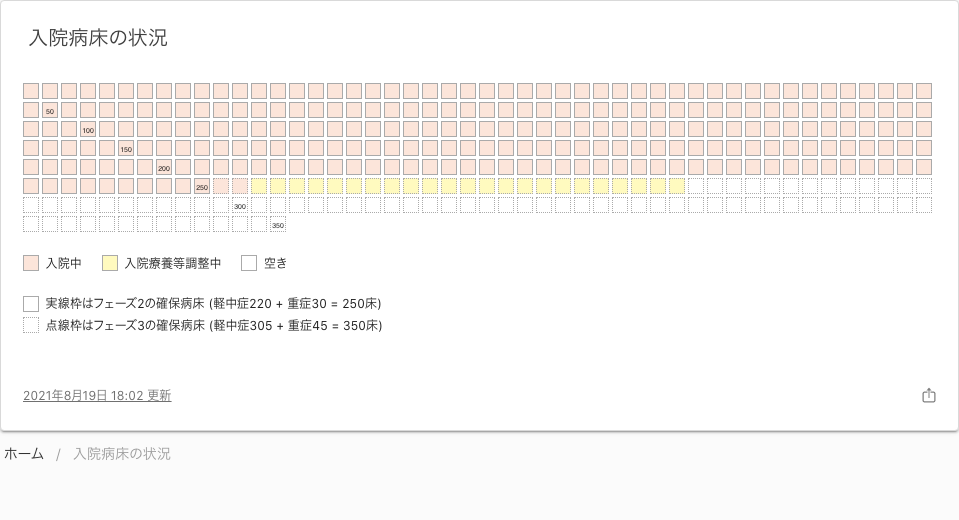 入院病床の状況
50
100
150
200
250
300
350
入院中 入院療養等調整中 空き
実線枠はフェーズ2の確保病床 (軽中症220 + 重症30 = 250床)
点線枠はフェーズ3の確保病床 (軽中症305 + 重症45 = 350床)
2021年8月19日 18:02 更新
ホーム / 入院病床の状況